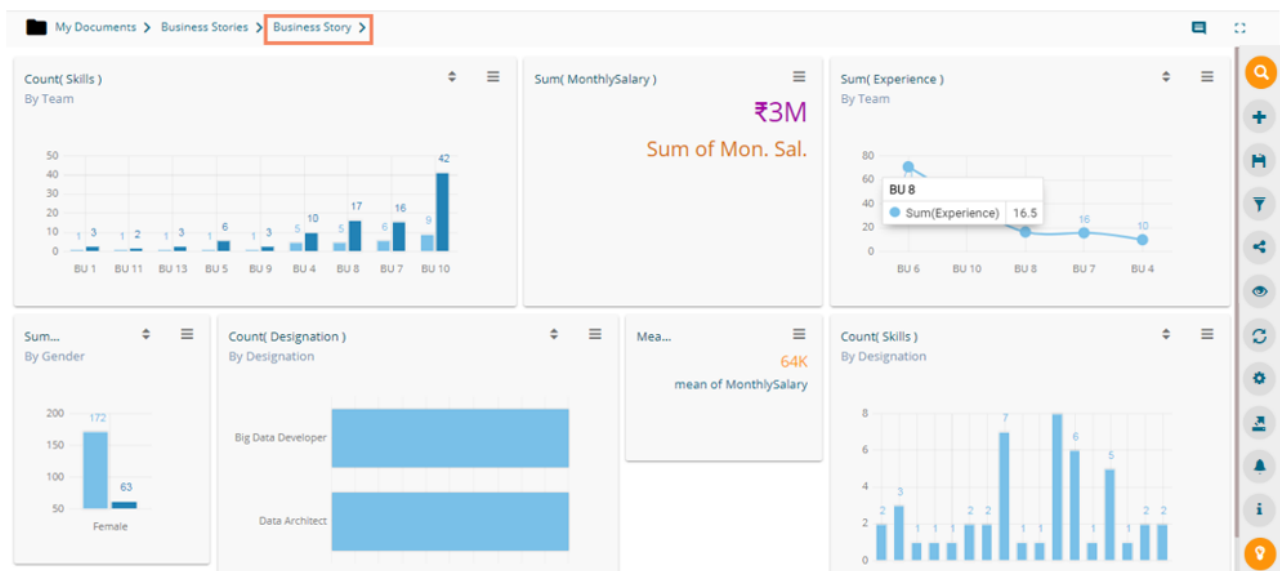 My Documents > Business Stories > Business Story >
Count( Skills )
By Team
50
40
30
20
10
0
1 3 1 2 1 3 1 6 1 3 5 10 5 17 6 16 9 42
BU 1 BU 11 BU 13 BU 5 BU 9 BU 4 BU 8 BU 7 BU 10
Sum( MonthlySalary )
₹3M
Sum of Mon. Sal.
Sum( Experience )
By Team
80
60
40
20
0
BU 8
Sum(Experience) 16.5
16 10
BU 6 BU 10 BU 8 BU 7 BU 4
Sum...
By Gender
200
150
100
50
172
63
Female
Count( Designation )
By Designation
Big Data Developer
Data Architect
Mea...
64K
mean of MonthlySalary
Count( Skills )
By Designation
8
6
4
2
0
2 3 1 1 1 2 2 7 1 1 6 1 5 1 2 2